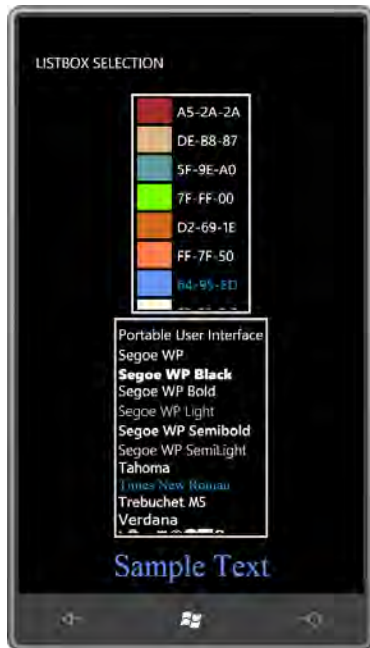 LISTBOX SELECTION
A5-2A-2A
DE-B8-87
5F-9E-A0
7F-FF-00
D2-69-1E
FF-7F-50
64-95-ED
Portable User Interface
Segoe WP
Segoe WP Black
Segoe WP Bold
Segoe WP Light
Segoe WP Semibold
Segoe WP SemiLight
Tahoma
Times New Roman
Trebuchet MS
Verdana
Sample Text